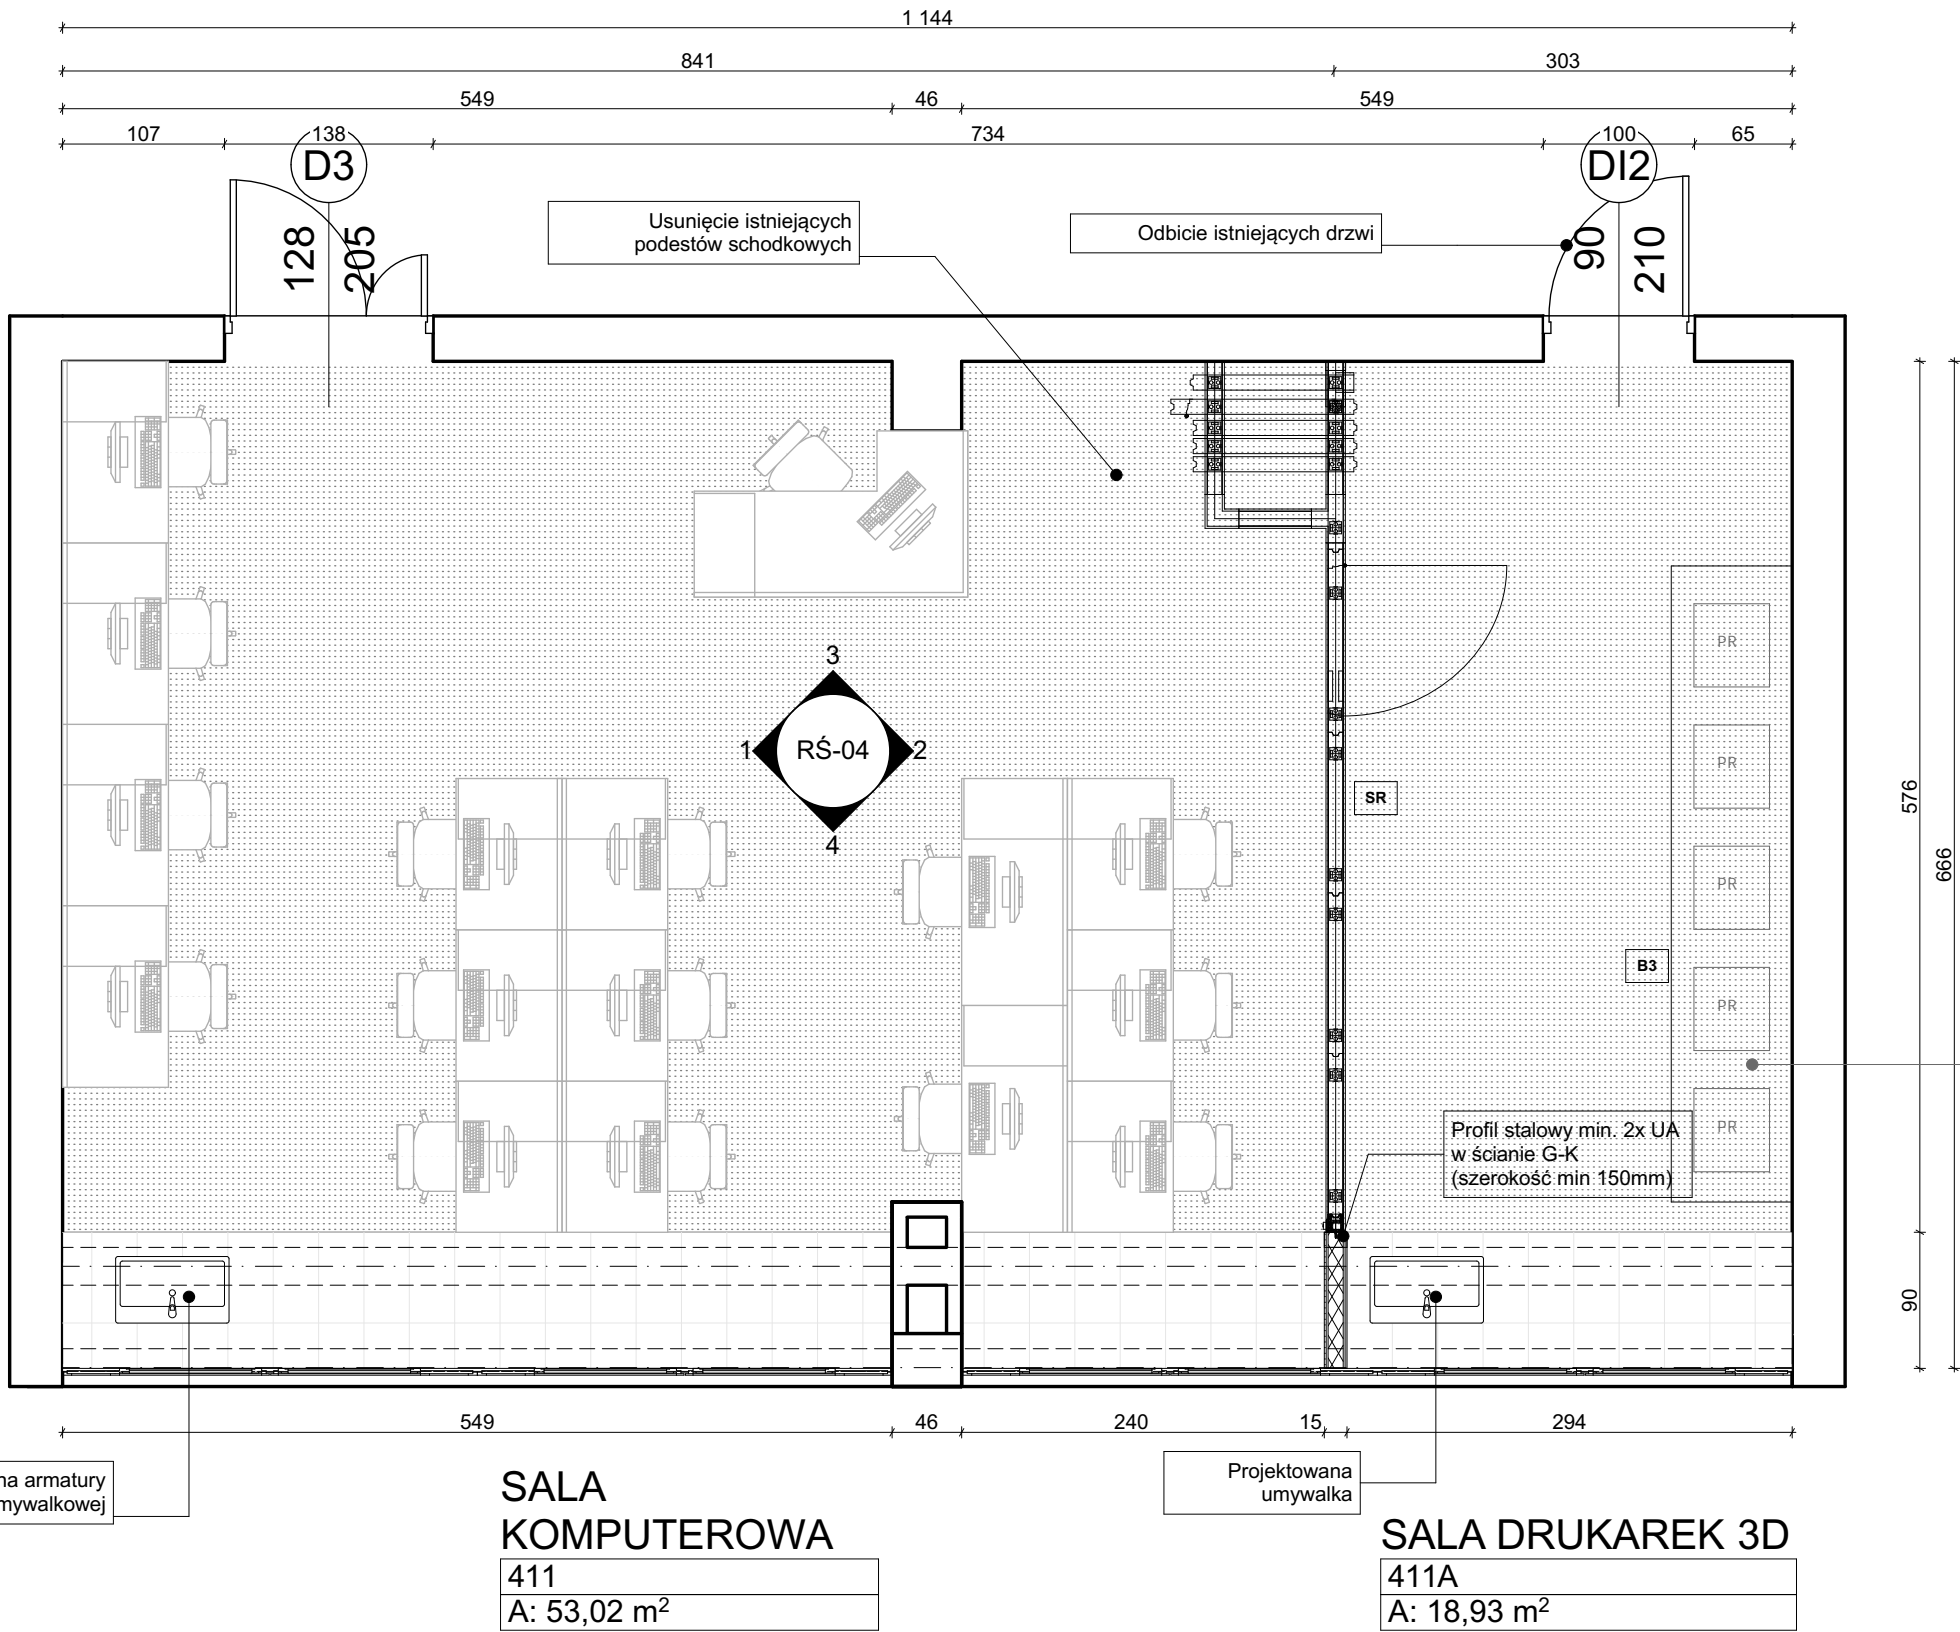 1 144
841
303
549
46
549
107
138
734
100
65
D3
DI2
128
205
90
210
Usunięcie istniejących
podestów schodkowych
Odbicie istniejących drzwi
3
1
RŚ-04
2
4
SR
B3
PR
PR
PR
PR
PR
576
666
90
Profil stalowy min. 2x UA
w ścianie G-K
(szerokość min 150mm)
549
46
240
15
294
na armatury
mywalkowej
Projektowana
umywalka
SALA
KOMPUTEROWA
411
A: 53,02 m²
SALA DRUKAREK 3D
411A
A: 18,93 m²